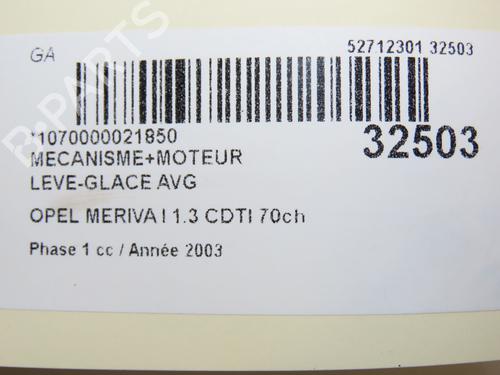 GA
52712301 32503
*1070000021850
32503
MECANISME+MOTEUR
LEVE-GLACE AVG
OPEL MERIVA I 1.3 CDTI 70ch
Phase 1 cc / Année 2003
B-PARTS